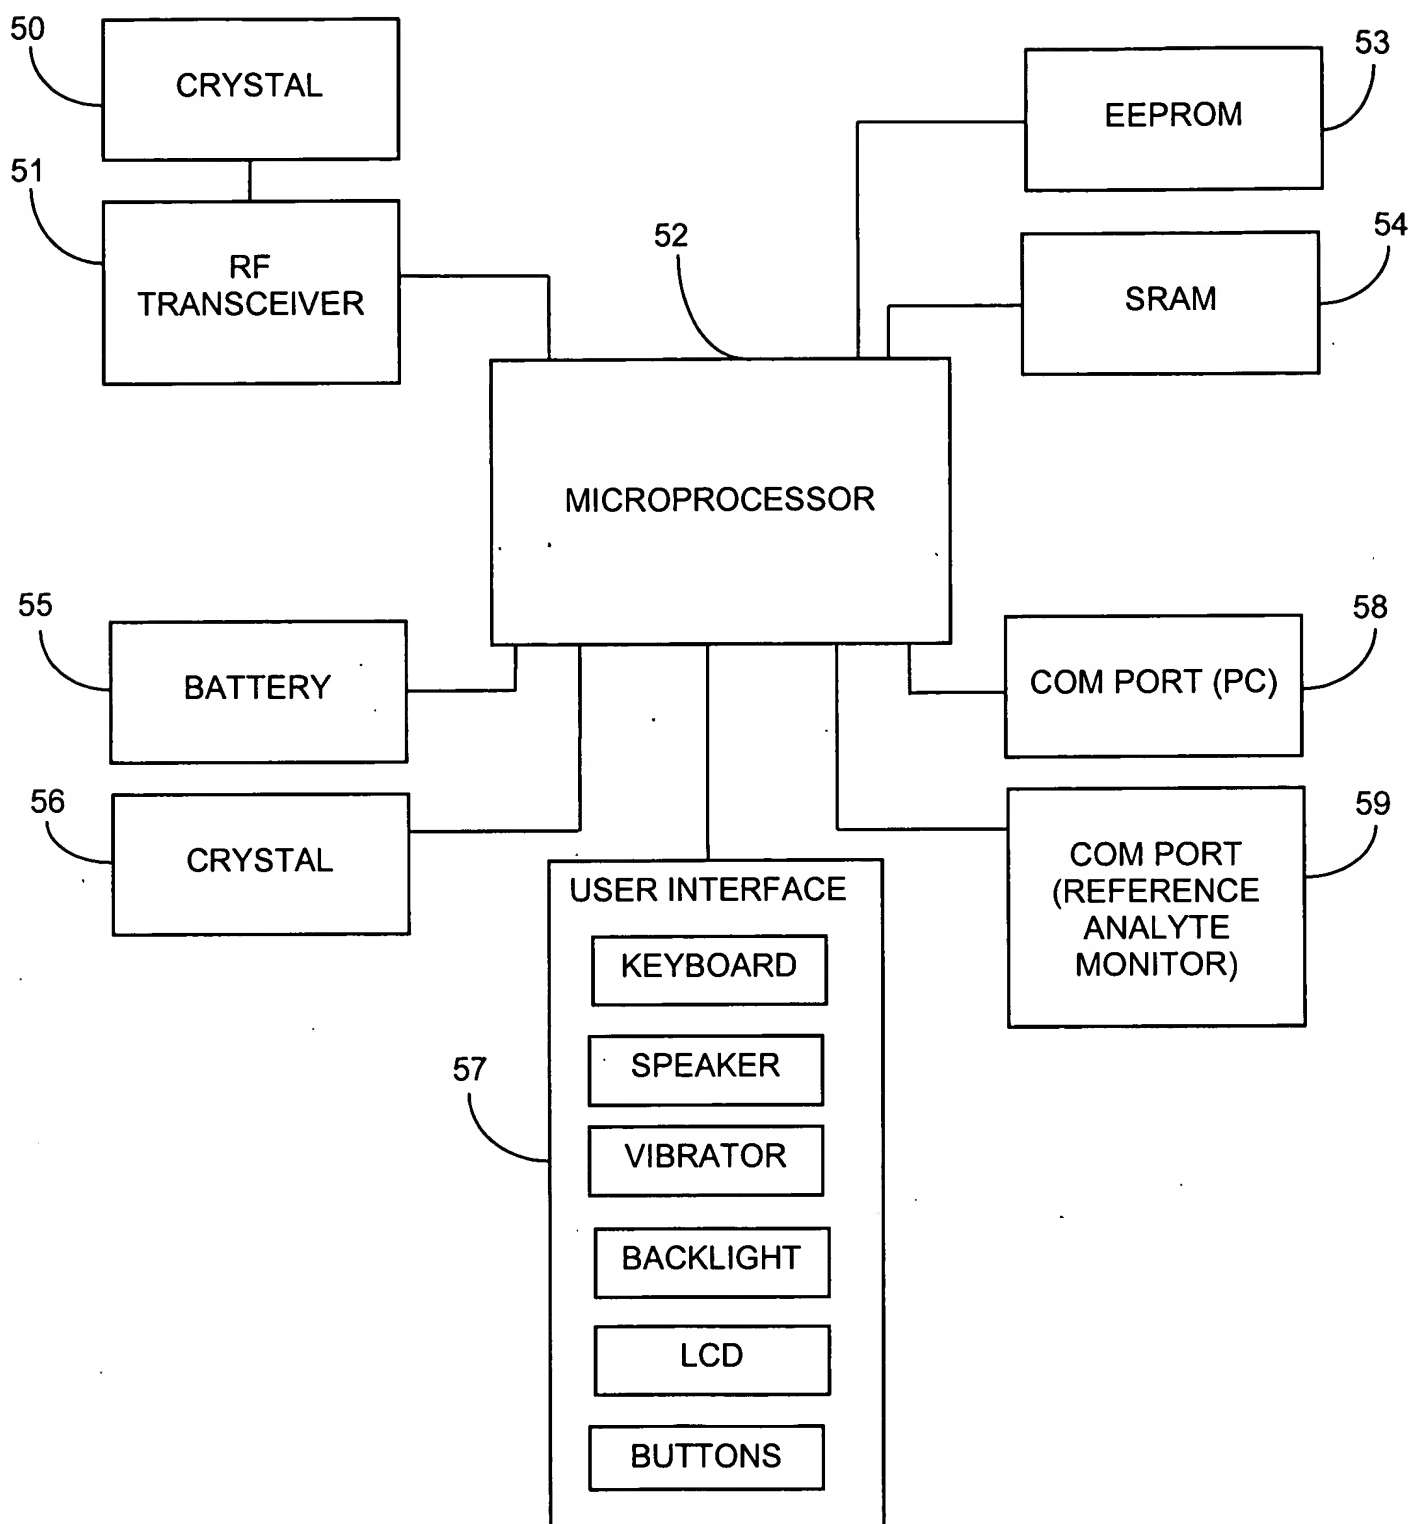 50
CRYSTAL
51
RF
TRANSCEIVER
52
53
EEPROM
54
SRAM
MICROPROCESSOR
55
BATTERY
56
CRYSTAL
58
COM PORT (PC)
59
COM PORT
(REFERENCE
ANALYTE
MONITOR)
57
USER INTERFACE
KEYBOARD
SPEAKER
VIBRATOR
BACKLIGHT
LCD
BUTTONS